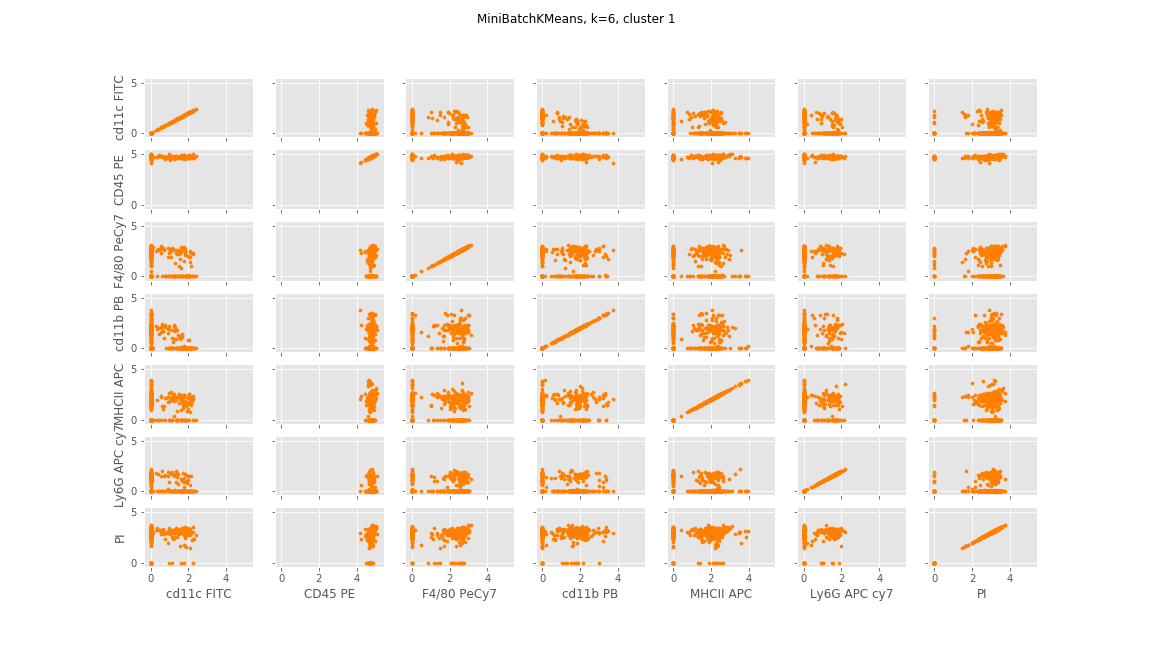 MiniBatchKMeans, k=6, cluster 1
cd11c FITC
5
0
CD45 PE
5
0
F4/80 PeCy7
5
0
cd11b PB
5
0
MHCII APC
5
0
Ly6G APC cy7
5
0
PI
5
0
0 2 4 0 2 4 0 2 4 0 2 4 0 2 4 0 2 4 0 2 4
cd11c FITC CD45 PE F4/80 PeCy7 cd11b PB MHCII APC Ly6G APC cy7 PI